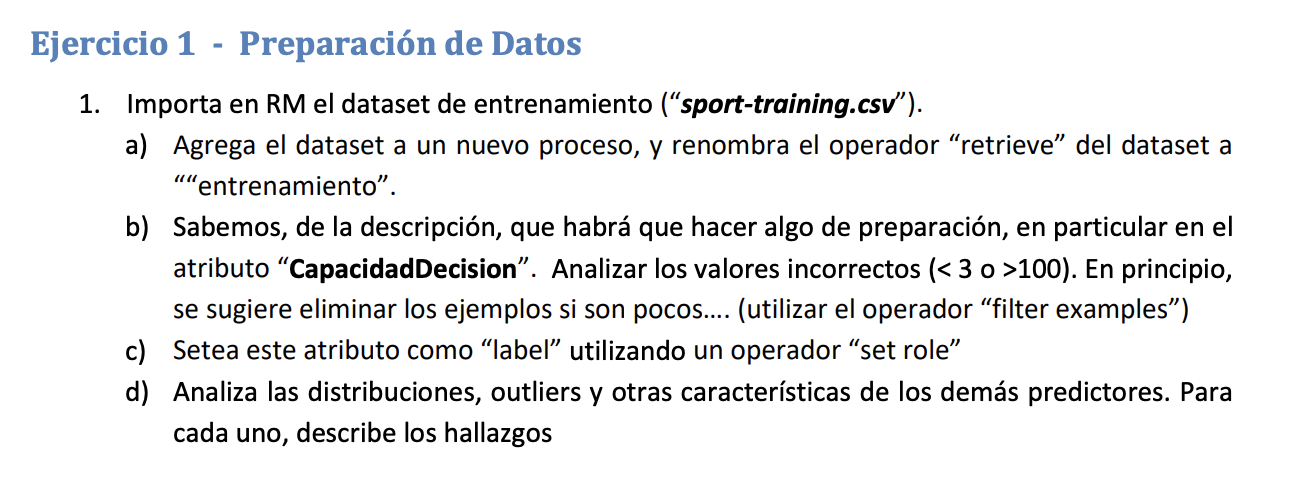 Ejercicio 1 - Preparación de Datos
1. Importa en RM el dataset de entrenamiento (“sport-training.csv”).
a) Agrega el dataset a un nuevo proceso, y renombra el operador “retrieve” del dataset a
““entrenamiento”.
b) Sabemos, de la descripción, que habrá que hacer algo de preparación, en particular en el
atributo “CapacidadDecision”. Analizar los valores incorrectos (< 3 o >100). En principio,
se sugiere eliminar los ejemplos si son pocos.... (utilizar el operador “filter examples”)
c) Setea este atributo como “label” utilizando un operador “set role”
d) Analiza las distribuciones, outliers y otras características de los demás predictores. Para
cada uno, describe los hallazgos